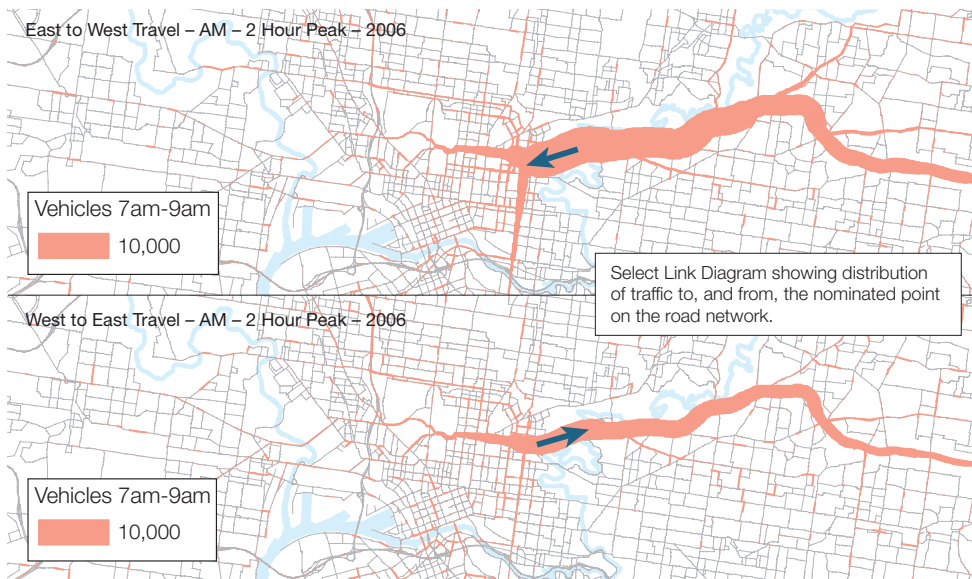 East to West Travel – AM – 2 Hour Peak – 2006
Vehicles 7am-9am
10,000
Select Link Diagram showing distribution
of traffic to, and from, the nominated point
on the road network.
West to East Travel – AM – 2 Hour Peak – 2006
Vehicles 7am-9am
10,000